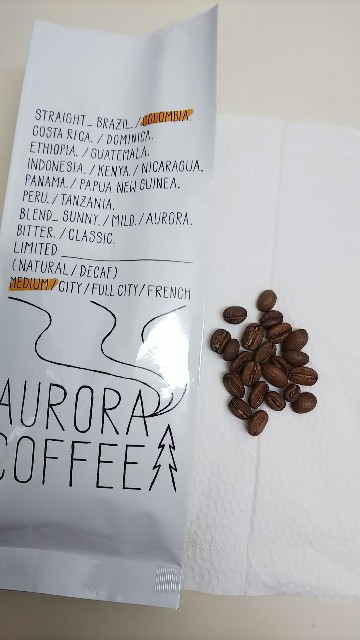 STRAIGHT_ BRAZIL. / COLOMBIA.
COSTA RICA. / DOMINICA.
ETHIOPIA. / GUATEMALA.
INDONESIA. / KENYA. / NICARAGUA.
PANAMA. / PAPUA NEW GUINEA.
PERU. / TANZANIA.
BLEND_ SUNNY. / MILD. / AURORA.
BITTER. / CLASSIC.
LIMITED
(NATURAL / DECAF)
MEDIUM / CITY / FULL CITY / FRENCH
AURORA
COFFEE